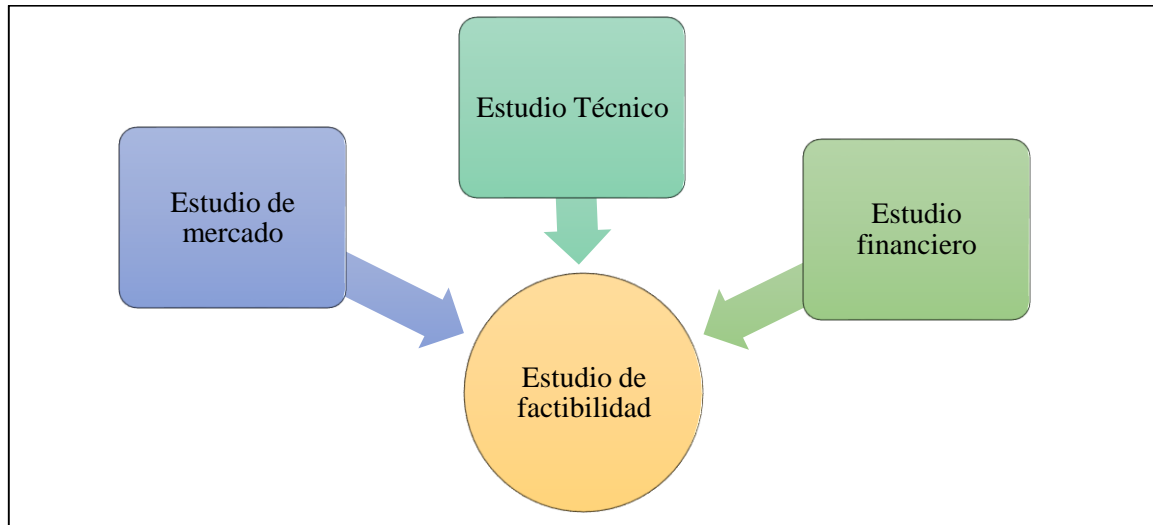 Estudio Técnico
Estudio de
mercado
Estudio
financiero
Estudio de
factibilidad